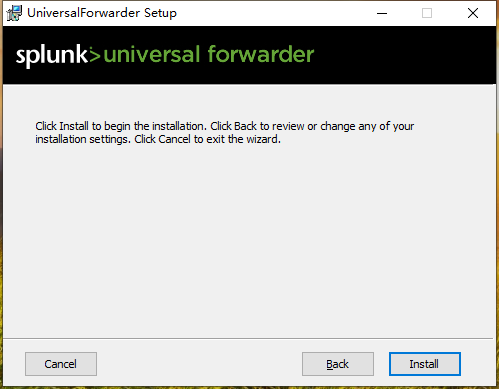 UniversalForwarder Setup
splunk>universal forwarder
Click Install to begin the installation. Click Back to review or change any of your
installation settings. Click Cancel to exit the wizard.
Cancel Back Install